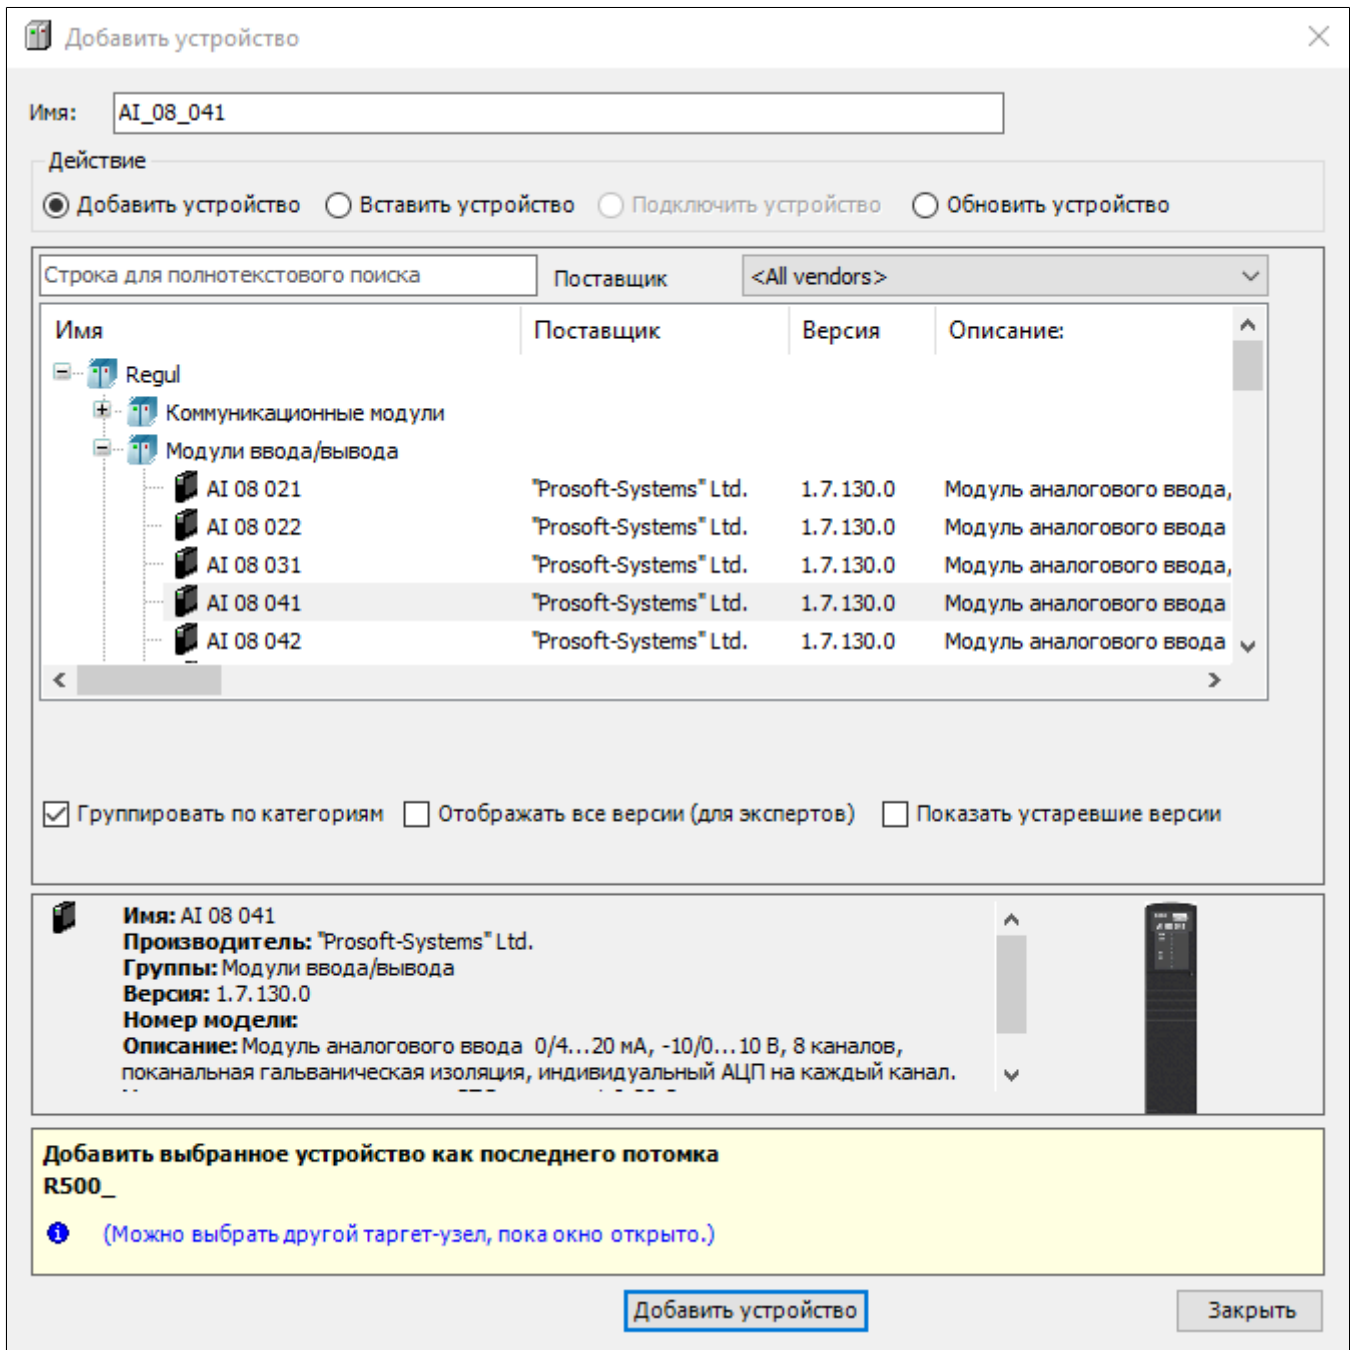 Добавить устройство
Имя: AI_08_041
Действие
Добавить устройство Вставить устройство Подключить устройство Обновить устройство
Строка для полнотекстового поиска Поставщик <All vendors>
Имя Поставщик Версия Описание:
Regul
Коммуникационные модули
Модули ввода/вывода
AI 08 021 "Prosoft-Systems" Ltd. 1.7.130.0 Модуль аналогового ввода,
AI 08 022 "Prosoft-Systems" Ltd. 1.7.130.0 Модуль аналогового ввода
AI 08 031 "Prosoft-Systems" Ltd. 1.7.130.0 Модуль аналогового ввода,
AI 08 041 "Prosoft-Systems" Ltd. 1.7.130.0 Модуль аналогового ввода
AI 08 042 "Prosoft-Systems" Ltd. 1.7.130.0 Модуль аналогового ввода
Группировать по категориям Отображать все версии (для экспертов) Показать устаревшие версии
Имя: AI 08 041
Производитель: "Prosoft-Systems" Ltd.
Группы: Модули ввода/вывода
Версия: 1.7.130.0
Номер модели:
Описание: Модуль аналогового ввода 0/4...20 мА, -10/0...10 В, 8 каналов,
поканальная гальваническая изоляция, индивидуальный АЦП на каждый канал.
Добавить выбранное устройство как последнего потомка
R500_
(Можно выбрать другой таргет-узел, пока окно открыто.)
Добавить устройство Закрыть